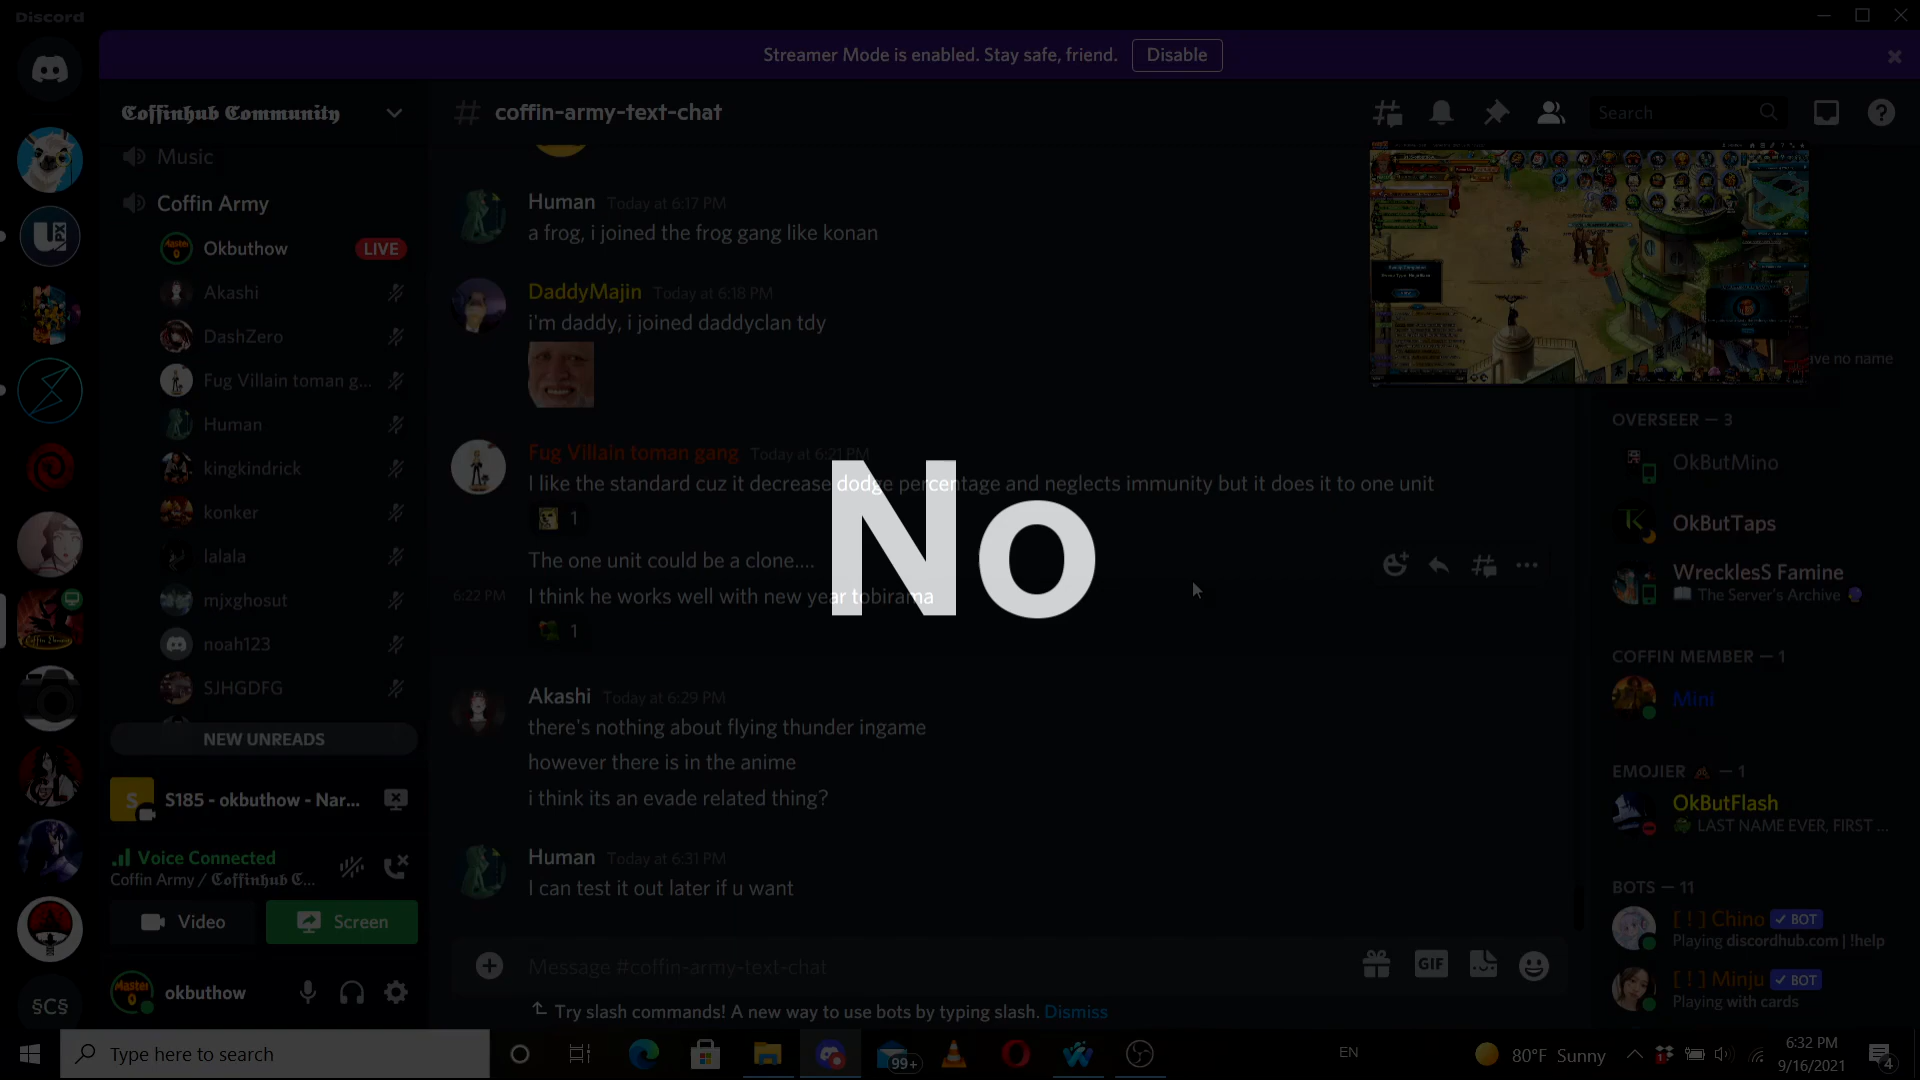 Discord
Streamer Mode is enabled. Stay safe, friend.
Disable
Coffinhub Community
coffin-army-text-chat
Search
Music
Coffin Army
Okbuthow
LIVE
Akashi
DashZero
Fug Villain toman g...
Human
kingkindrick
konker
lalala
mjxghosut
noah123
SJHGDFG
NEW UNREADS
S
S185 - okbuthow - Nar...
Voice Connected
Coffin Army / Coffinhub C...
Video
Screen
Master
O
okbuthow
§C§
Human Today at 6:17 PM
a frog, i joined the frog gang like konan
DaddyMajin Today at 6:18 PM
i'm daddy, i joined daddyclan tdy
Fug Villain toman gang Today at 6:21 PM
I like the standard cuz it decrease dodge percentage and neglects immunity but it does it to one unit
1
The one unit could be a clone....
6:22 PM I think he works well with new year tobirama
1
No
Akashi Today at 6:29 PM
there's nothing about flying thunder ingame
however there is in the anime
i think its an evade related thing?
Human Today at 6:31 PM
I can test it out later if u want
Message #coffin-army-text-chat
GIF
Try slash commands! A new way to use bots by typing slash. Dismiss
ave no name
OVERSEER — 3
OkButMino
OkButTaps
WrecklesS Famine
The Server's Archive
COFFIN MEMBER — 1
Mini
EMOJIER — 1
OkButFlash
LAST NAME EVER, FIRST ...
BOTS — 11
[ ! ] Chino BOT
Playing discordhub.com | !help
[ ! ] Minju BOT
Playing with cards
Type here to search
99+
EN
80°F Sunny
6:32 PM
9/16/2021
4